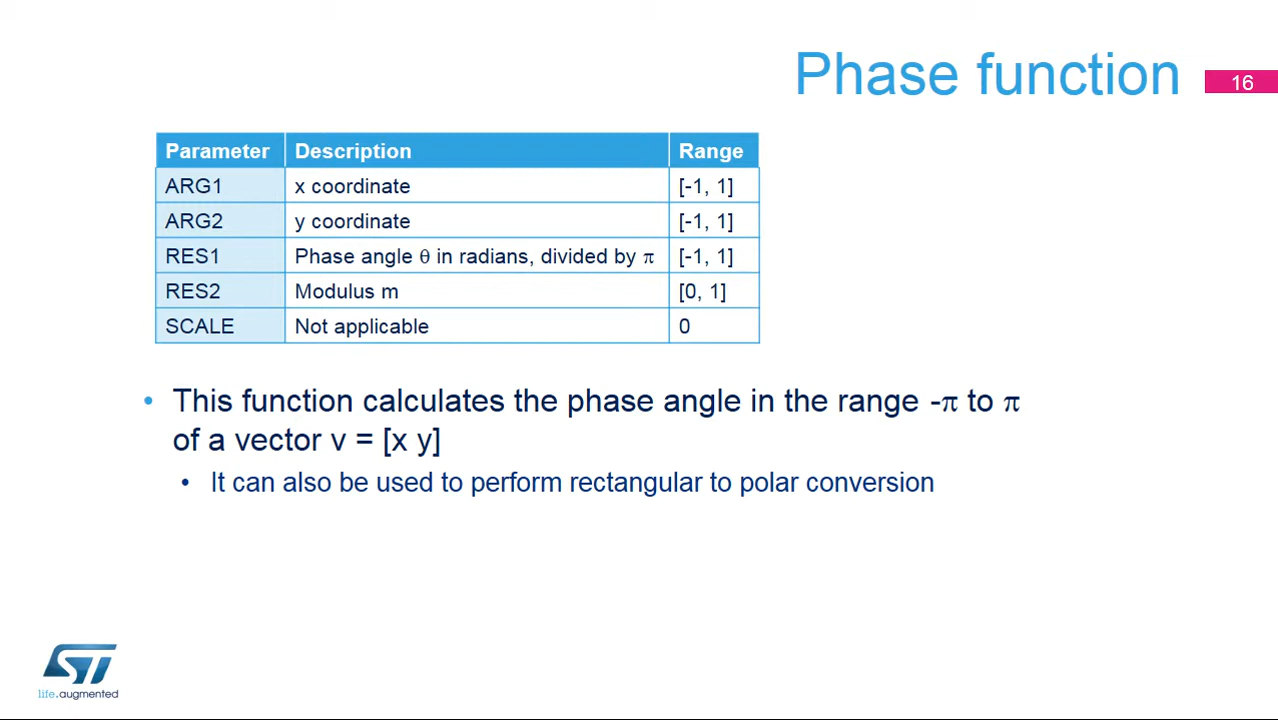 Phase function
16
Parameter Description Range
ARG1 x coordinate [-1, 1]
ARG2 y coordinate [-1, 1]
RES1 Phase angle θ in radians, divided by π [-1, 1]
RES2 Modulus m [0, 1]
SCALE Not applicable 0
• This function calculates the phase angle in the range -π to π
of a vector v = [x y]
• It can also be used to perform rectangular to polar conversion
ST
life.augmented